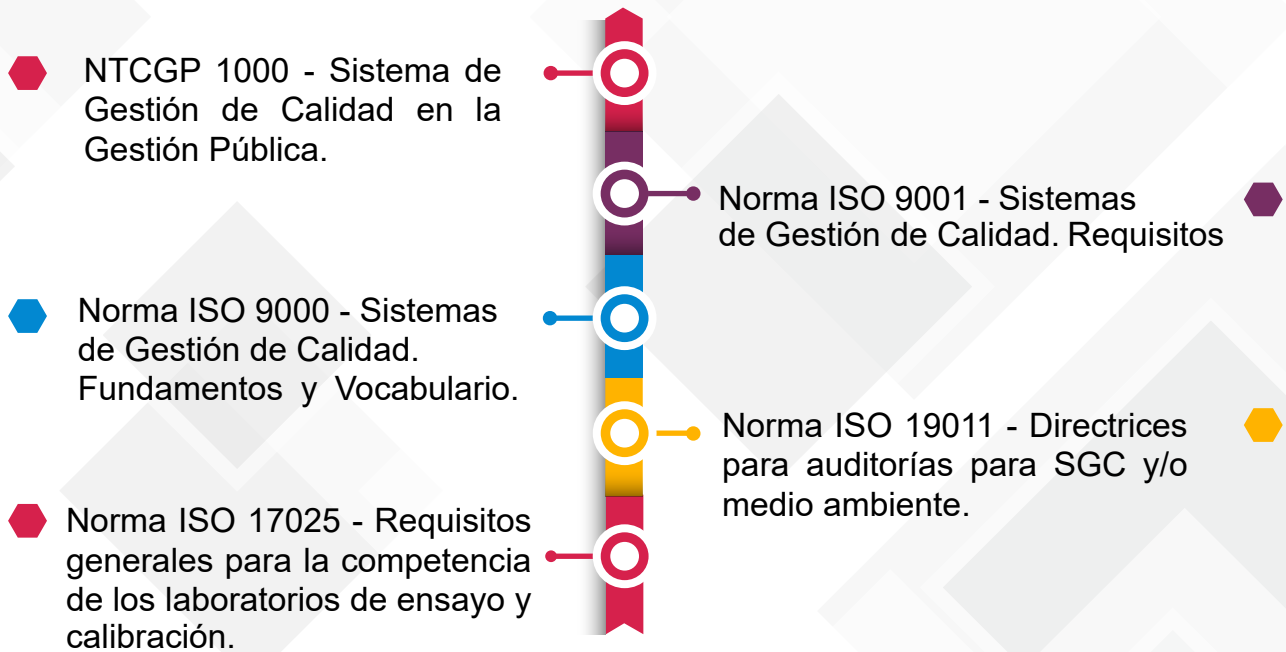 NTCGP 1000 - Sistema de
Gestión de Calidad en la
Gestión Pública.
Norma ISO 9001 - Sistemas
de Gestión de Calidad. Requisitos
Norma ISO 9000 - Sistemas
de Gestión de Calidad.
Fundamentos y Vocabulario.
Norma ISO 19011 - Directrices
para auditorías para SGC y/o
medio ambiente.
Norma ISO 17025 - Requisitos
generales para la competencia
de los laboratorios de ensayo y
calibración.